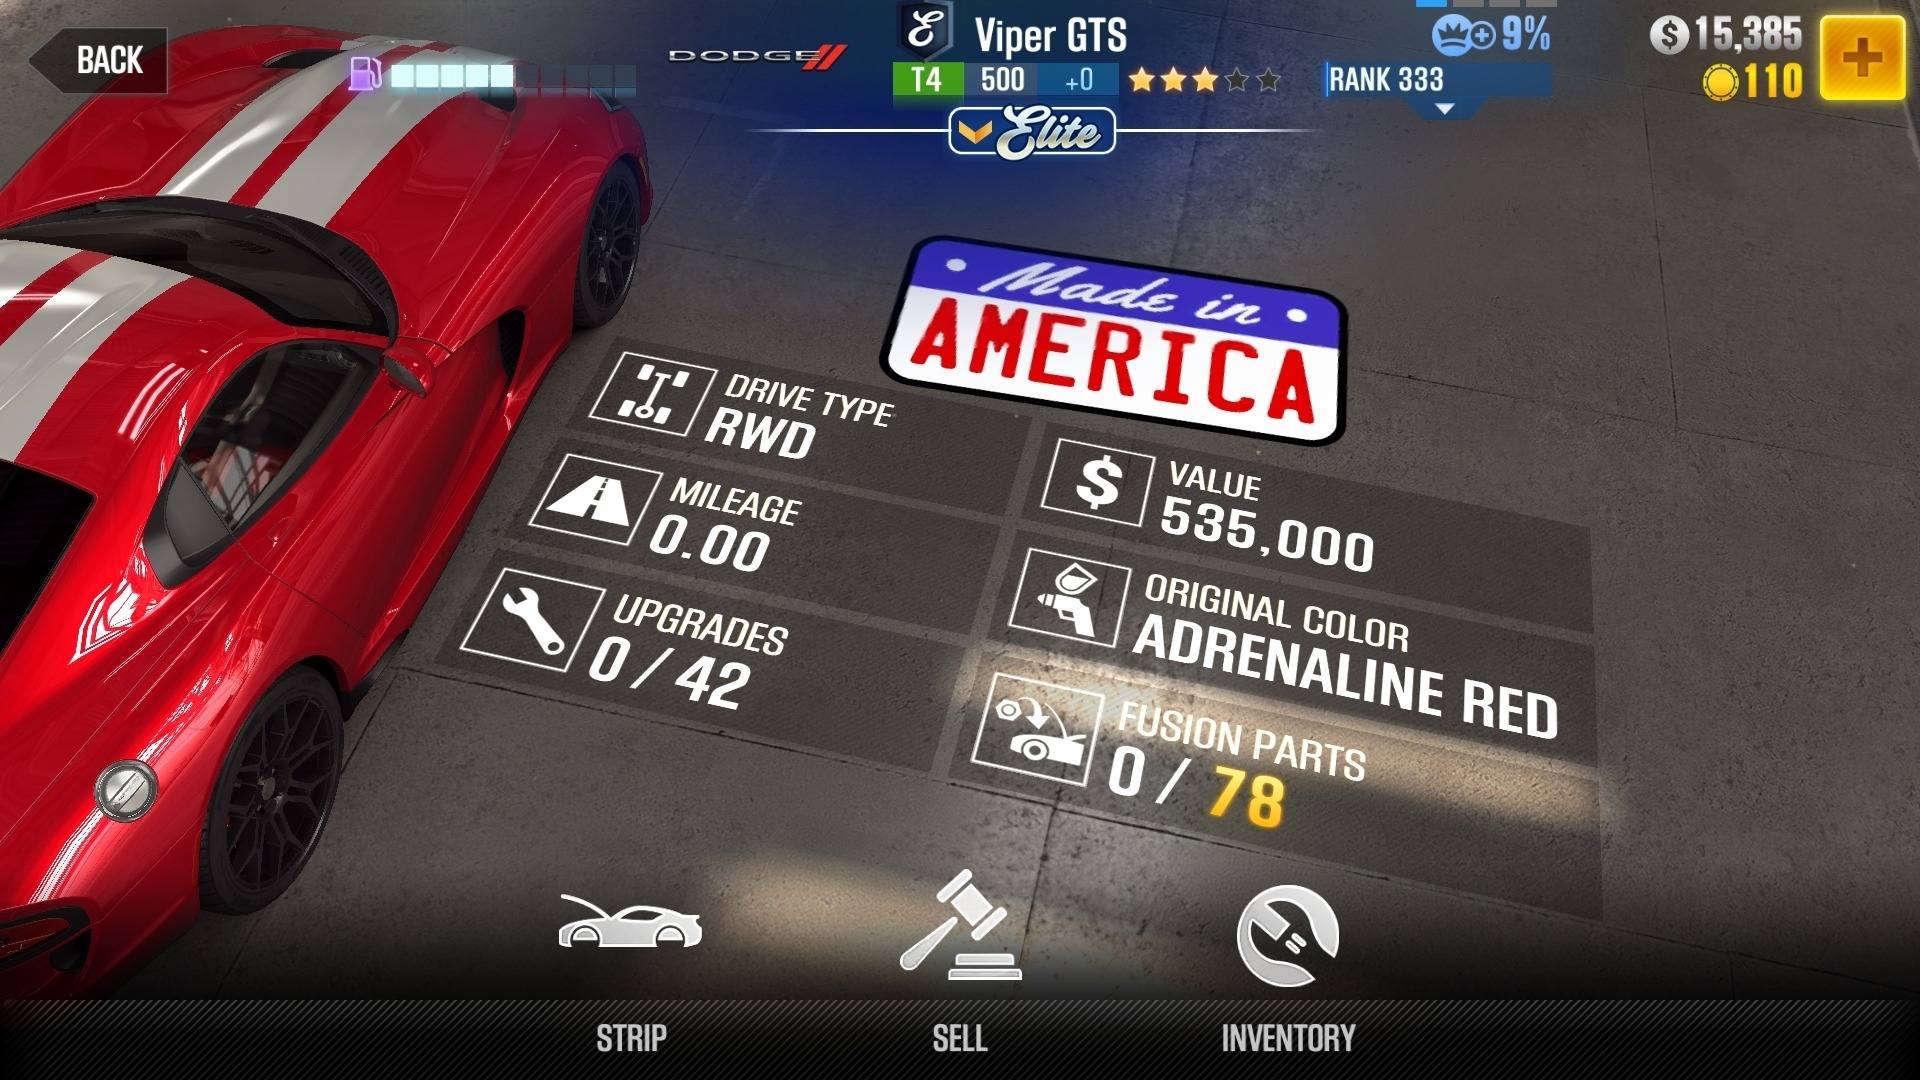 BACK
DODGE
Viper GTS
T4 500 +0
Elite
9%
RANK 333
15,385
110
Made in
AMERICA
DRIVE TYPE
RWD
MILEAGE
0.00
UPGRADES
0 / 42
VALUE
535,000
ORIGINAL COLOR
ADRENALINE RED
FUSION PARTS
0 / 78
STRIP
SELL
INVENTORY